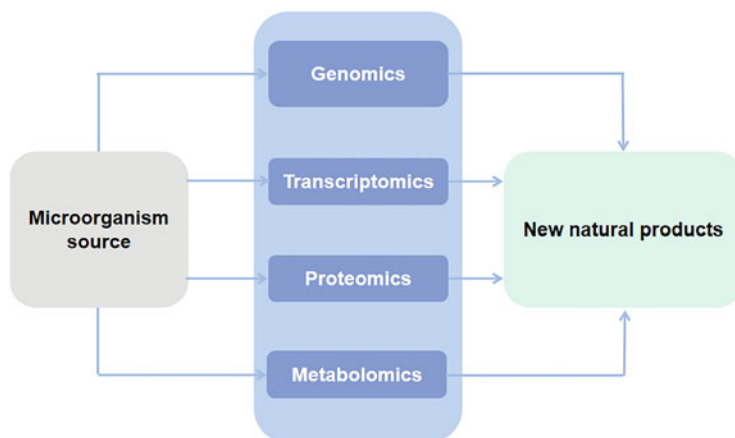 Genomics
Transcriptomics
Microorganism
source
New natural products
Proteomics
Metabolomics